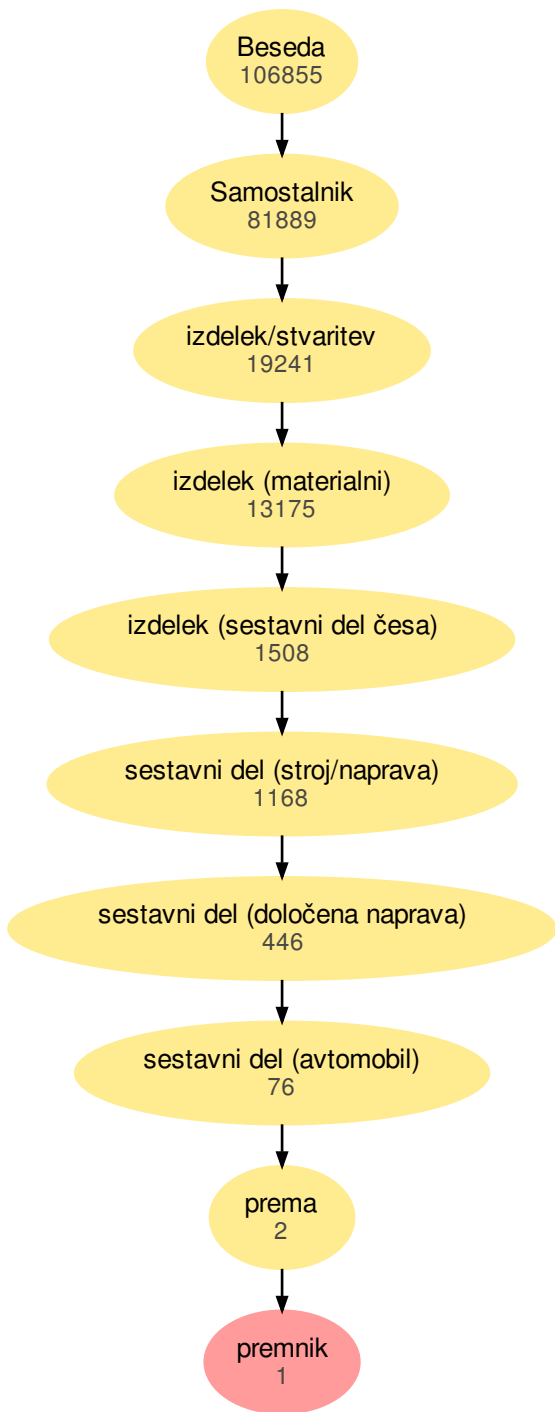 Beseda
106855
Samostalnik
81889
izdelek/stvaritev
19241
izdelek (materialni)
13175
izdelek (sestavni del česa)
1508
sestavni del (stroj/naprava)
1168
sestavni del (določena naprava)
446
sestavni del (avtomobil)
76
prema
2
premnik
1